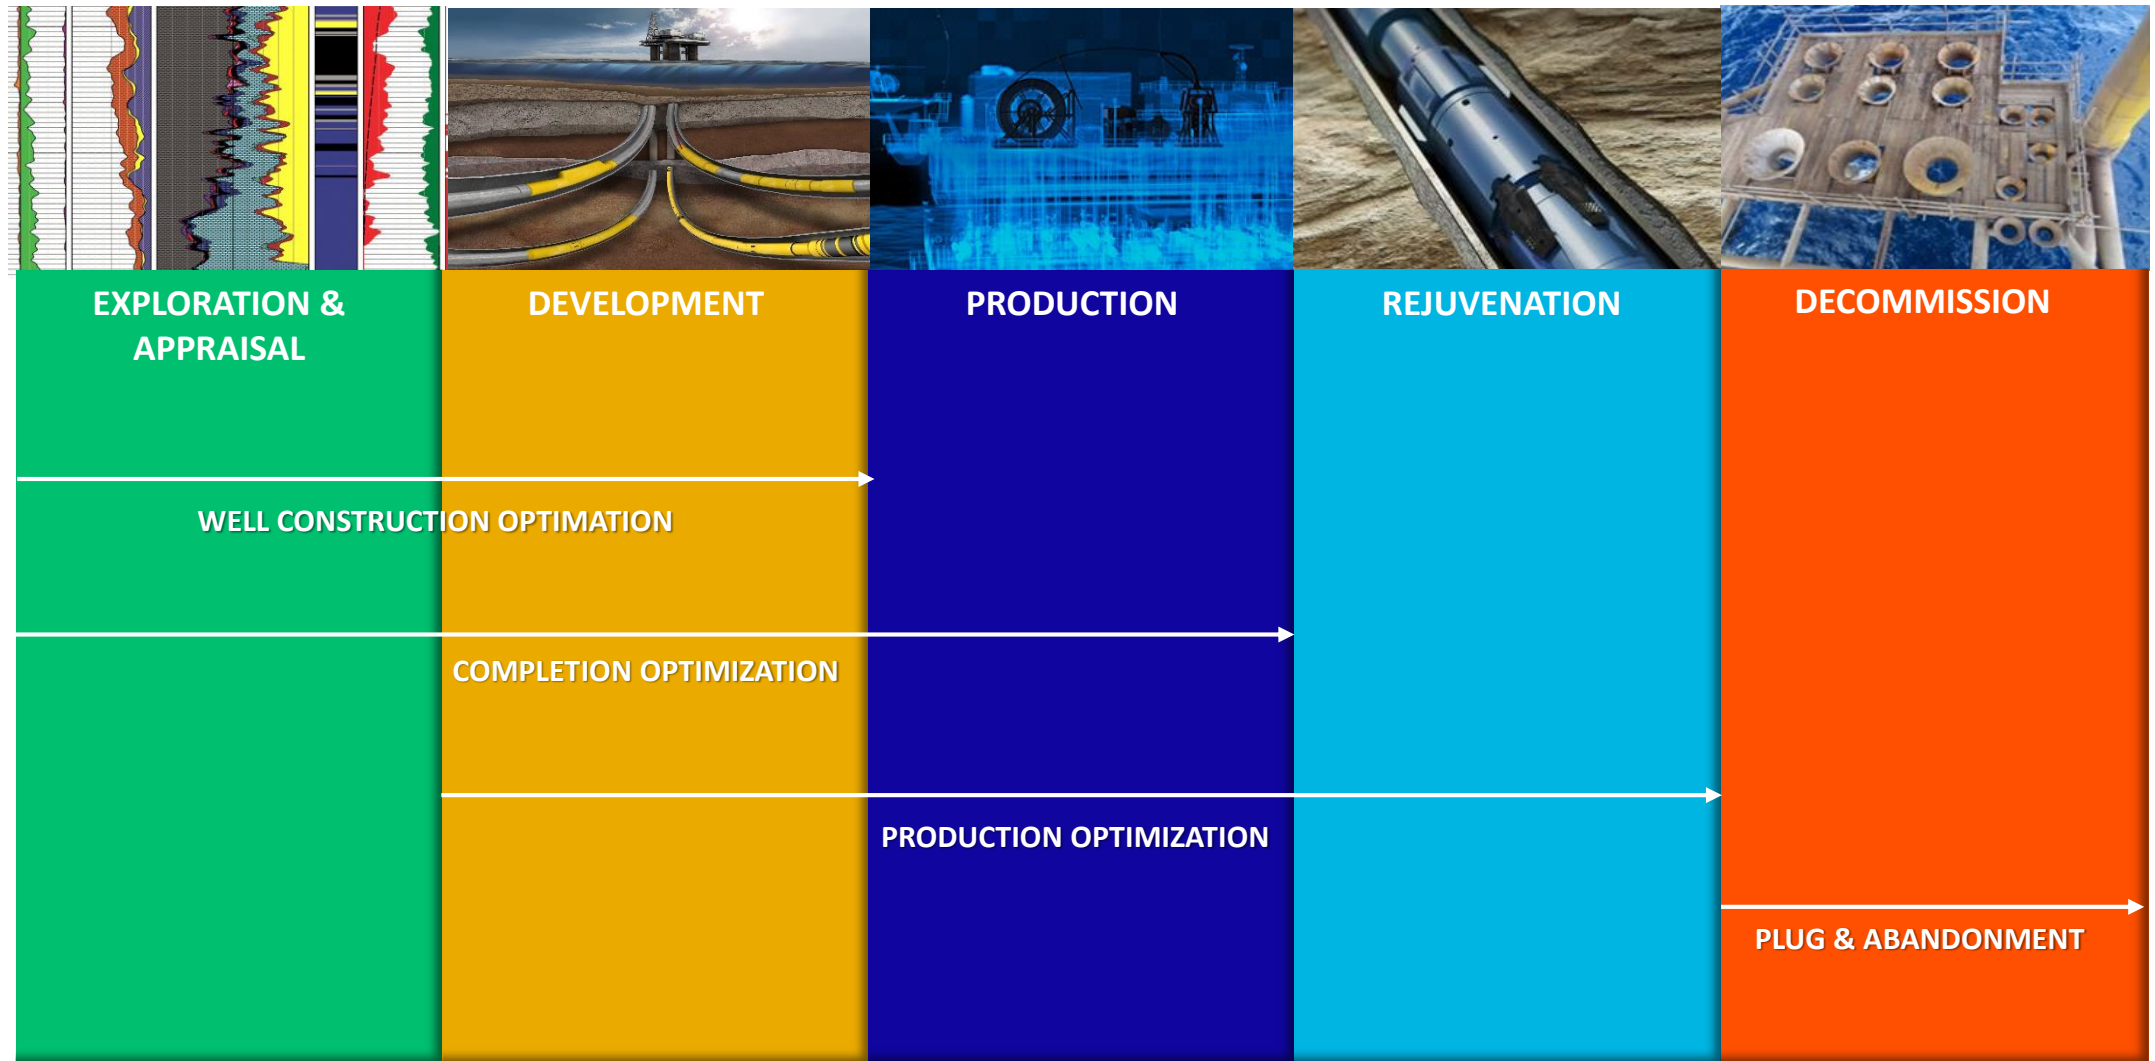 EXPLORATION &
APPRAISAL
DEVELOPMENT
PRODUCTION
REJUVENATION
DECOMMISSION
WELL CONSTRUCTION OPTIMATION
COMPLETION OPTIMIZATION
PRODUCTION OPTIMIZATION
PLUG & ABANDONMENT